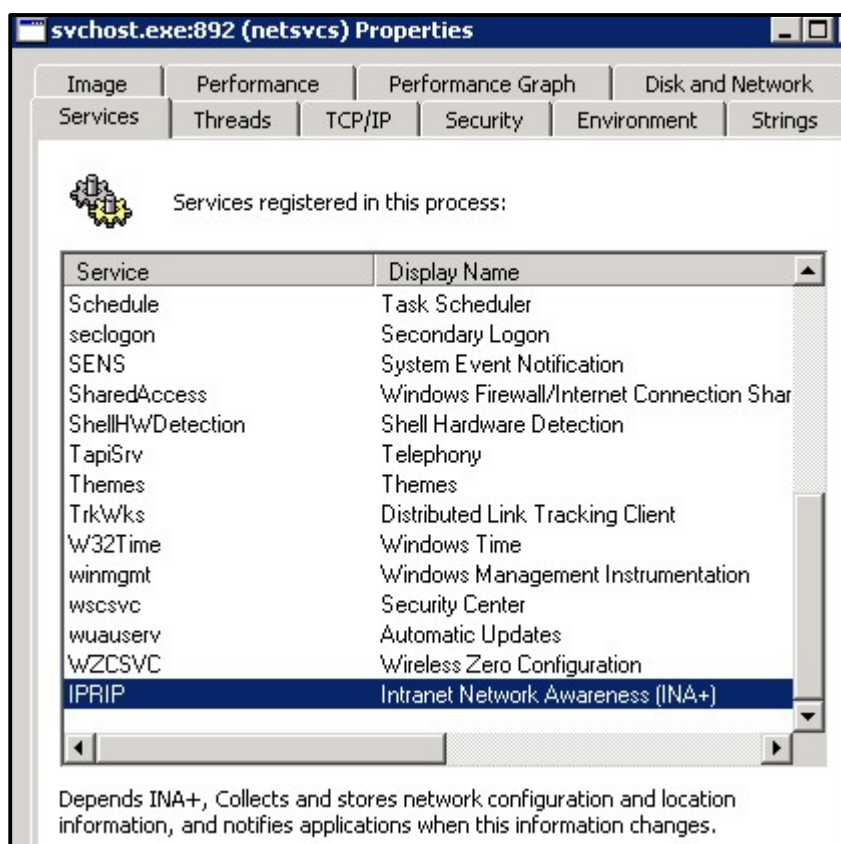 svchost.exe:892 (netsvcs) Properties
Image Performance Performance Graph Disk and Network
Services Threads TCP/IP Security Environment Strings
Services registered in this process:
Service Display Name
Schedule Task Scheduler
seclogon Secondary Logon
SENS System Event Notification
SharedAccess Windows Firewall/Internet Connection Shar
ShellHWDetection Shell Hardware Detection
TapiSrv Telephony
Themes Themes
TrkWks Distributed Link Tracking Client
W32Time Windows Time
winmgmt Windows Management Instrumentation
wscsvc Security Center
wuauserv Automatic Updates
WZCSVC Wireless Zero Configuration
IPRIP Intranet Network Awareness (INA+)
Depends INA+, Collects and stores network configuration and location
information, and notifies applications when this information changes.